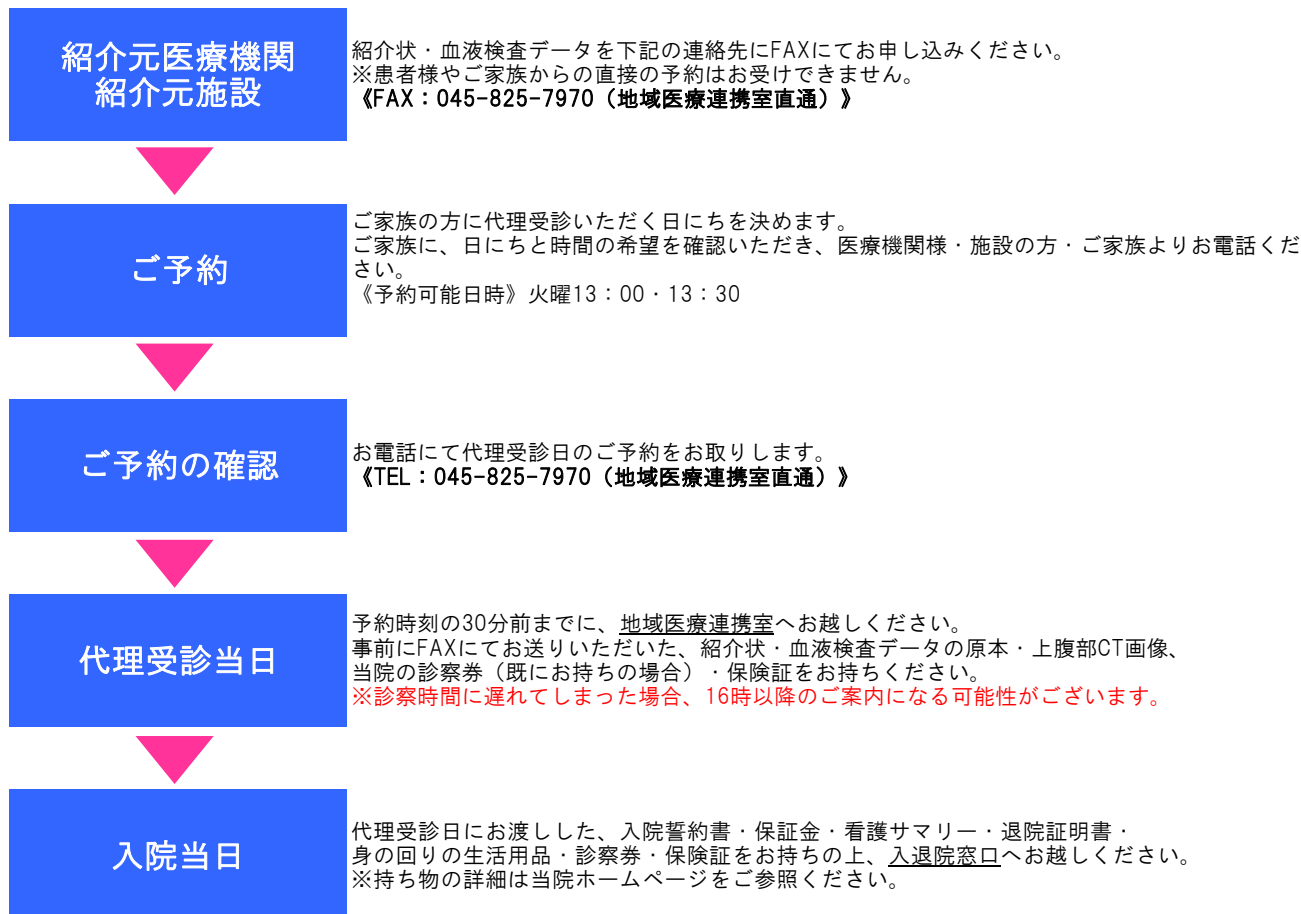 紹介元医療機関
紹介元施設
紹介状・血液検査データを下記の連絡先にFAXにてお申し込みください。
※患者様やご家族からの直接の予約はお受けできません。
《FAX：045-825-7970（地域医療連携室直通）》
ご予約
ご家族の方に代理受診いただく日にちを決めます。
ご家族に、日にちと時間の希望を確認いただき、医療機関様・施設の方・ご家族よりお電話くだ
さい。
《予約可能日時》火曜13：00・13：30
ご予約の確認
お電話にて代理受診日のご予約をお取りします。
《TEL：045-825-7970（地域医療連携室直通）》
代理受診当日
予約時刻の30分前までに、地域医療連携室へお越しください。
事前にFAXにてお送りいただいた、紹介状・血液検査データの原本・上腹部CT画像、
当院の診察券（既にお持ちの場合）・保険証をお持ちください。
※診察時間に遅れてしまった場合、16時以降のご案内になる可能性がございます。
入院当日
代理受診日にお渡しした、入院誓約書・保証金・看護サマリー・退院証明書・
身の回りの生活用品・診察券・保険証をお持ちの上、入退院窓口へお越しください。
※持ち物の詳細は当院ホームページをご参照ください。